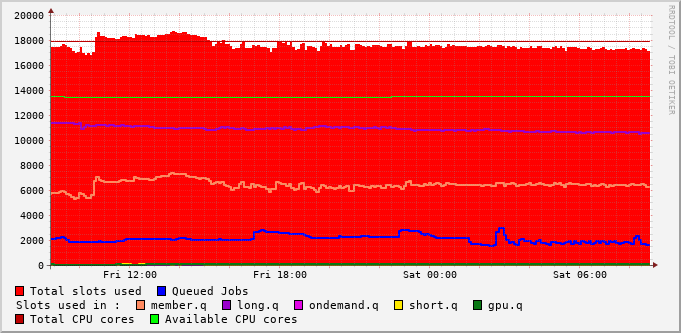 20000
18000
16000
14000
12000
10000
8000
6000
4000
2000
0
Fri 12:00 Fri 18:00 Sat 00:00 Sat 06:00
RRDTOOL / TOBI OETIKER
Total slots used Queued Jobs
Slots used in : member.q long.q ondemand.q short.q gpu.q
Total CPU cores Available CPU cores